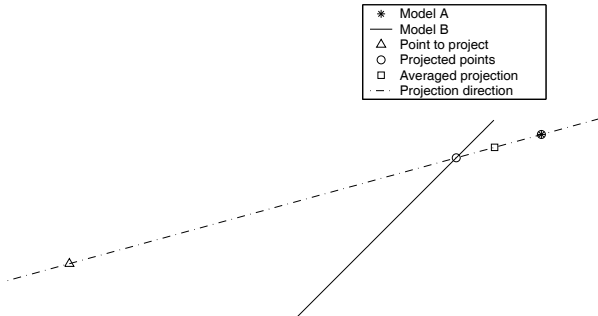 Model A
Model B
Point to project
Projected points
Averaged projection
Projection direction